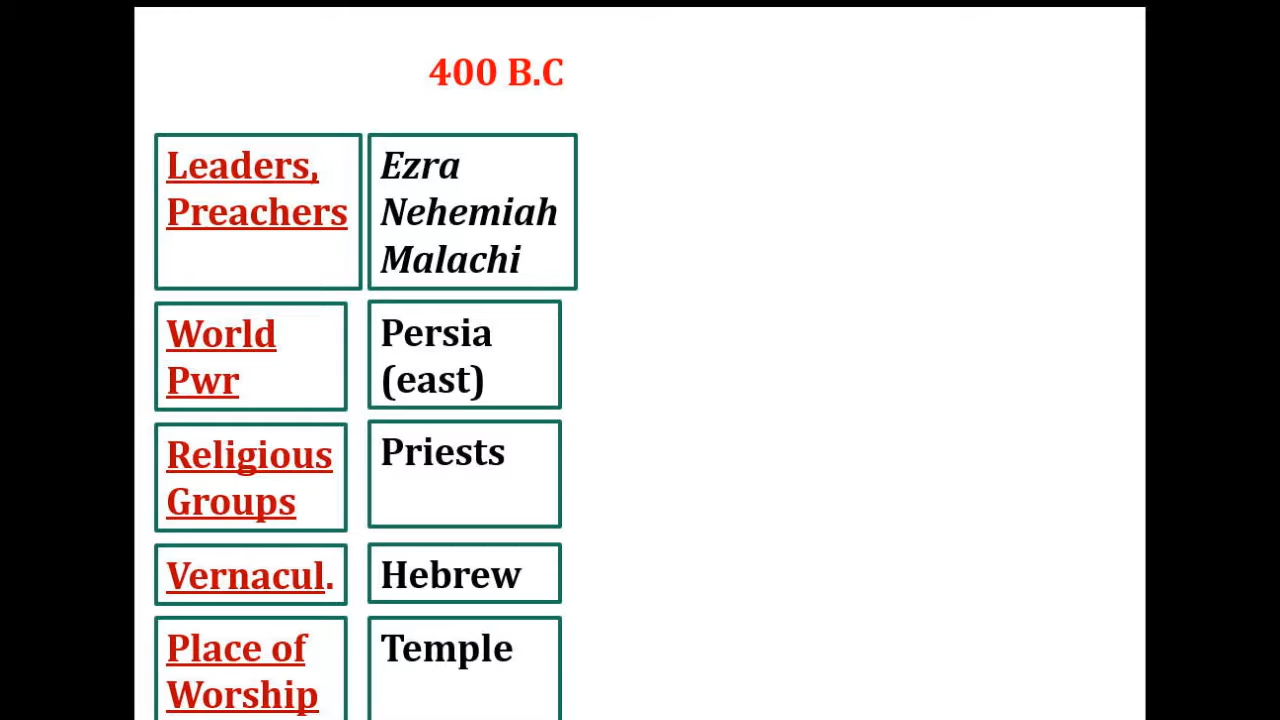 400 B.C
Leaders,
Preachers
Ezra
Nehemiah
Malachi
World
Pwr
Persia
(east)
Religious
Groups
Priests
Vernacul.
Hebrew
Place of
Worship
Temple